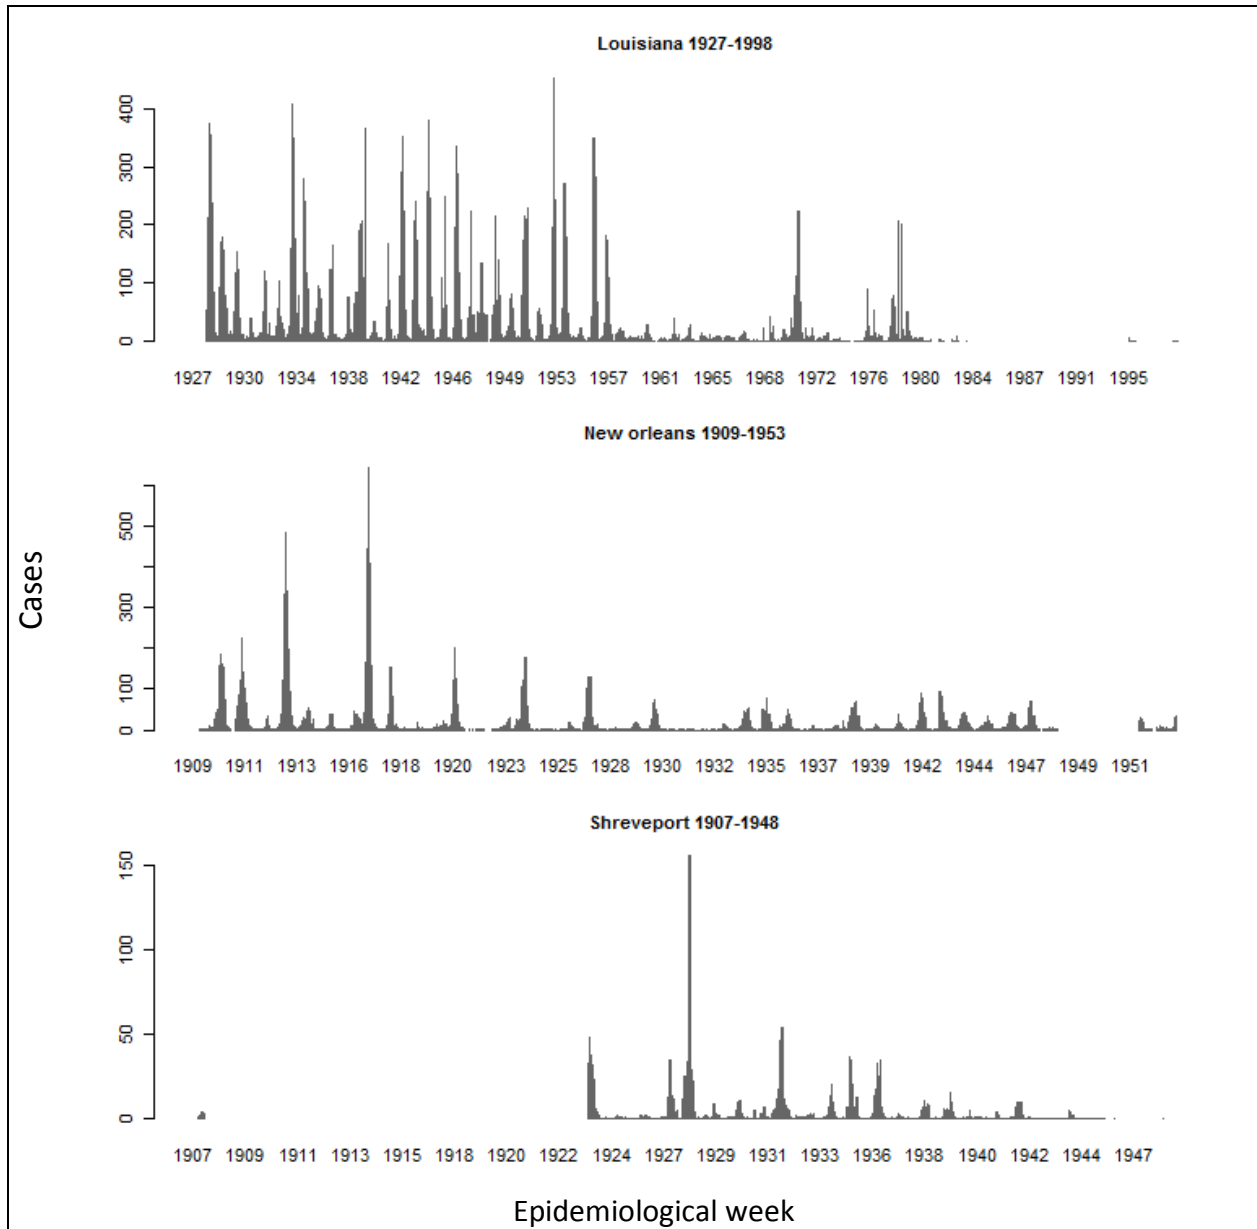 Louisiana 1927-1998
400
300
200
100
0
1927 1930 1934 1938 1942 1946 1949 1953 1957 1961 1965 1968 1972 1976 1980 1984 1987 1991 1995
New orleans 1909-1953
500
300
100
0
1909 1911 1913 1916 1918 1920 1923 1925 1928 1930 1932 1935 1937 1939 1942 1944 1947 1949 1951
Cases
Shreveport 1907-1948
150
100
50
0
1907 1909 1911 1913 1915 1918 1920 1922 1924 1927 1929 1931 1933 1936 1938 1940 1942 1944 1947
Epidemiological week